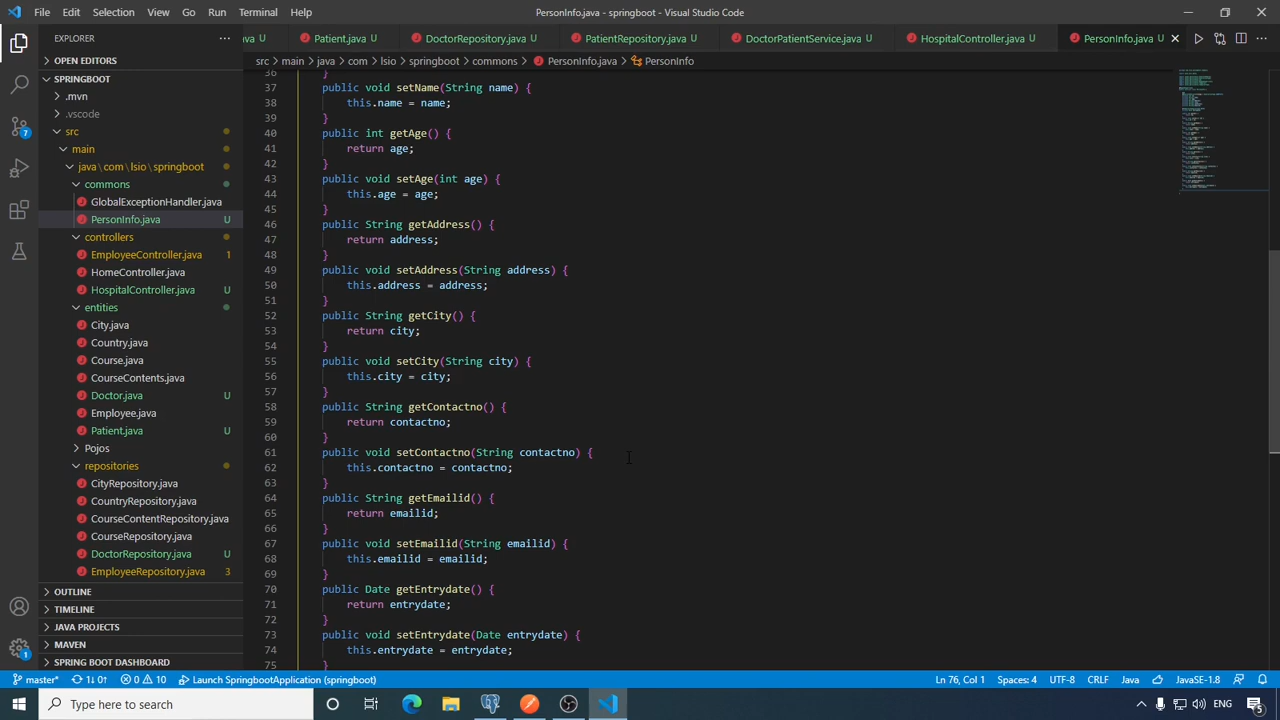 File Edit Selection View Go Run Terminal Help PersonInfo.java - springboot - Visual Studio Code
EXPLORER
va U Patient.java U DoctorRepository.java U PatientRepository.java U DoctorPatientService.java U HospitalController.java U PersonInfo.java U
src > main > java > com > lsio > springboot > commons > PersonInfo.java > PersonInfo
OPEN EDITORS
SPRINGBOOT
.mvn
.vscode
src
main
java \ com \ lsio \ springboot
commons
GlobalExceptionHandler.java
PersonInfo.java U
controllers
EmployeeController.java 1
HomeController.java
HospitalController.java U
entities
City.java
Country.java
Course.java
CourseContents.java
Doctor.java U
Employee.java
Patient.java U
Pojos
repositories
CityRepository.java
CountryRepository.java
CourseContentRepository.java
CourseRepository.java
DoctorRepository.java U
EmployeeRepository.java 3
OUTLINE
TIMELINE
JAVA PROJECTS
MAVEN
SPRING BOOT DASHBOARD
7
1
36 }
37 public void setName(String name) {
38 this.name = name;
39 }
40 public int getAge() {
41 return age;
42 }
43 public void setAge(int age) {
44 this.age = age;
45 }
46 public String getAddress() {
47 return address;
48 }
49 public void setAddress(String address) {
50 this.address = address;
51 }
52 public String getCity() {
53 return city;
54 }
55 public void setCity(String city) {
56 this.city = city;
57 }
58 public String getContactno() {
59 return contactno;
60 }
61 public void setContactno(String contactno) {
62 this.contactno = contactno;
63 }
64 public String getEmailid() {
65 return emailid;
66 }
67 public void setEmailid(String emailid) {
68 this.emailid = emailid;
69 }
70 public Date getEntrydate() {
71 return entrydate;
72 }
73 public void setEntrydate(Date entrydate) {
74 this.entrydate = entrydate;
75 }
master* 1↓ 0↑ 0 10 Launch SpringbootApplication (springboot) Ln 76, Col 1 Spaces: 4 UTF-8 CRLF Java JavaSE-1.8
Type here to search ENG 5